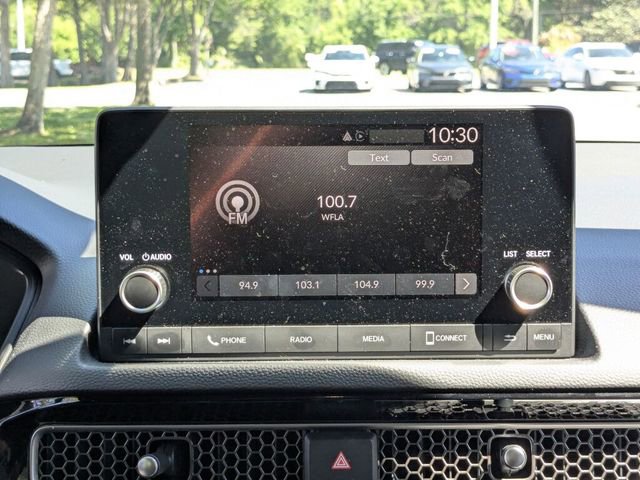 10:30
Text Scan
100.7
FM
WFLA
VOL AUDIO
LIST SELECT
94.9 103.1 104.9 99.9
PHONE RADIO MEDIA CONNECT MENU